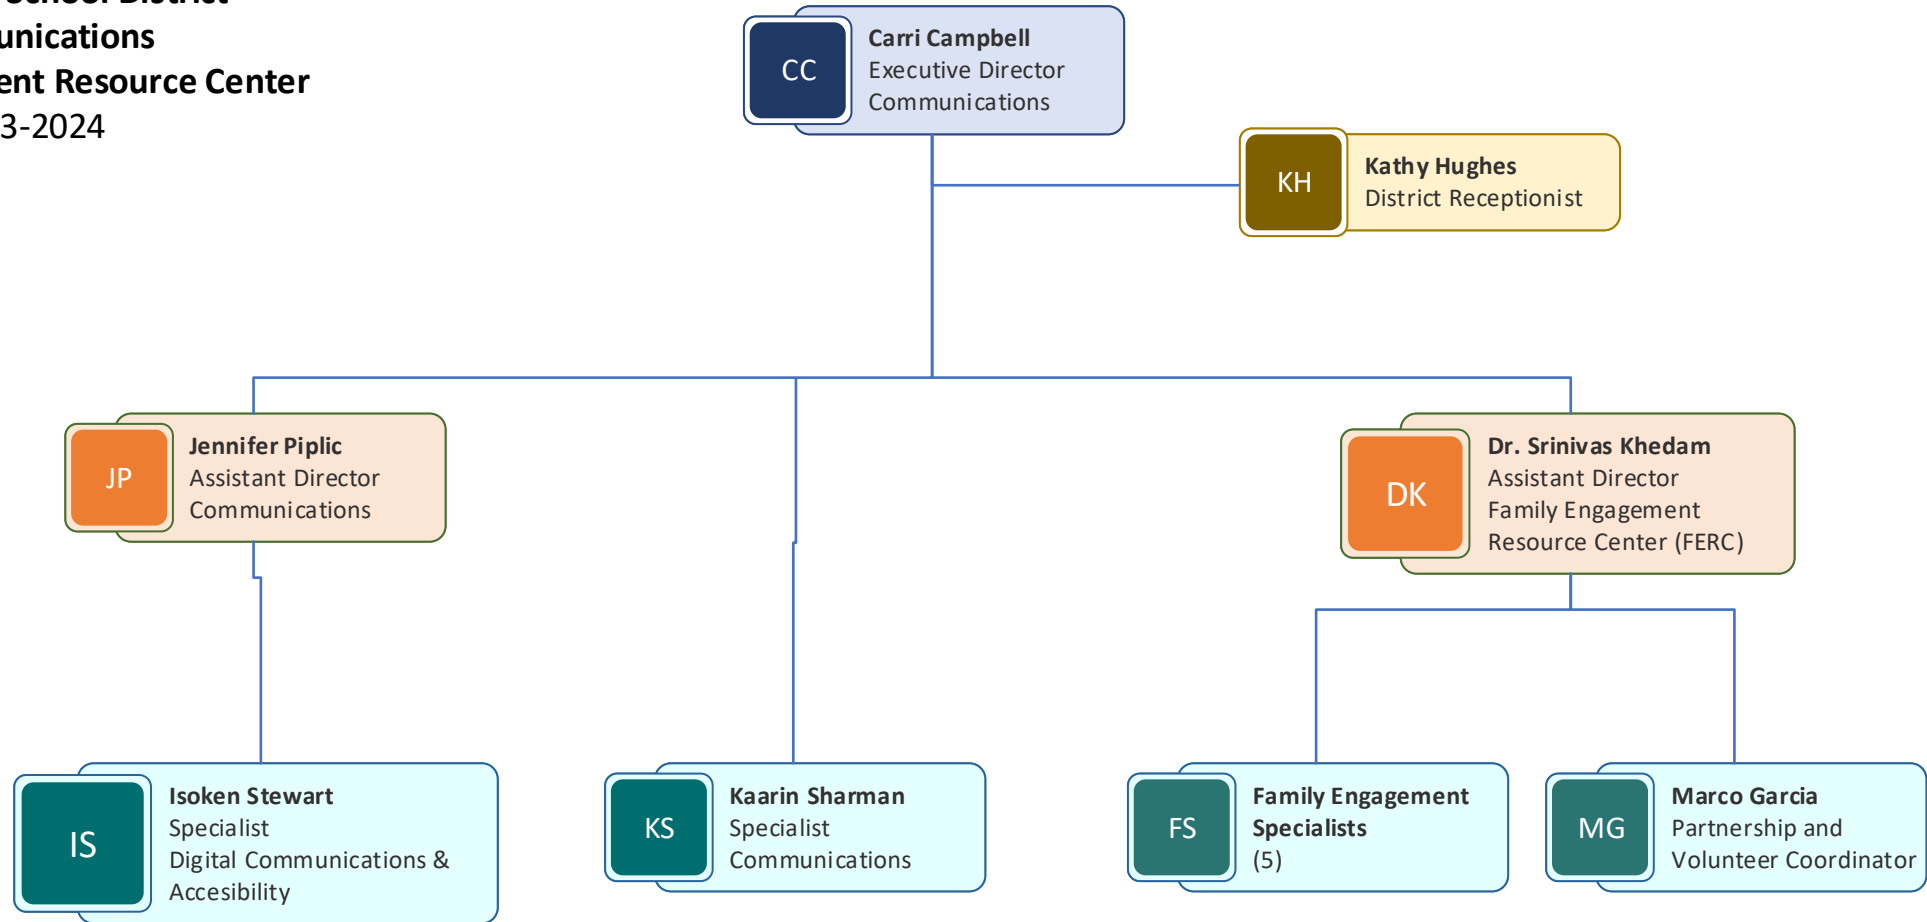 School District
unications
ent Resource Center
3-2024
CC
Carri Campbell
Executive Director
Communications
KH
Kathy Hughes
District Receptionist
JP
Jennifer Piplic
Assistant Director
Communications
DK
Dr. Srinivas Khedam
Assistant Director
Family Engagement
Resource Center (FERC)
IS
Isoken Stewart
Specialist
Digital Communications &
Accesibility
KS
Kaarin Sharman
Specialist
Communications
FS
Family Engagement
Specialists
(5)
MG
Marco Garcia
Partnership and
Volunteer Coordinator